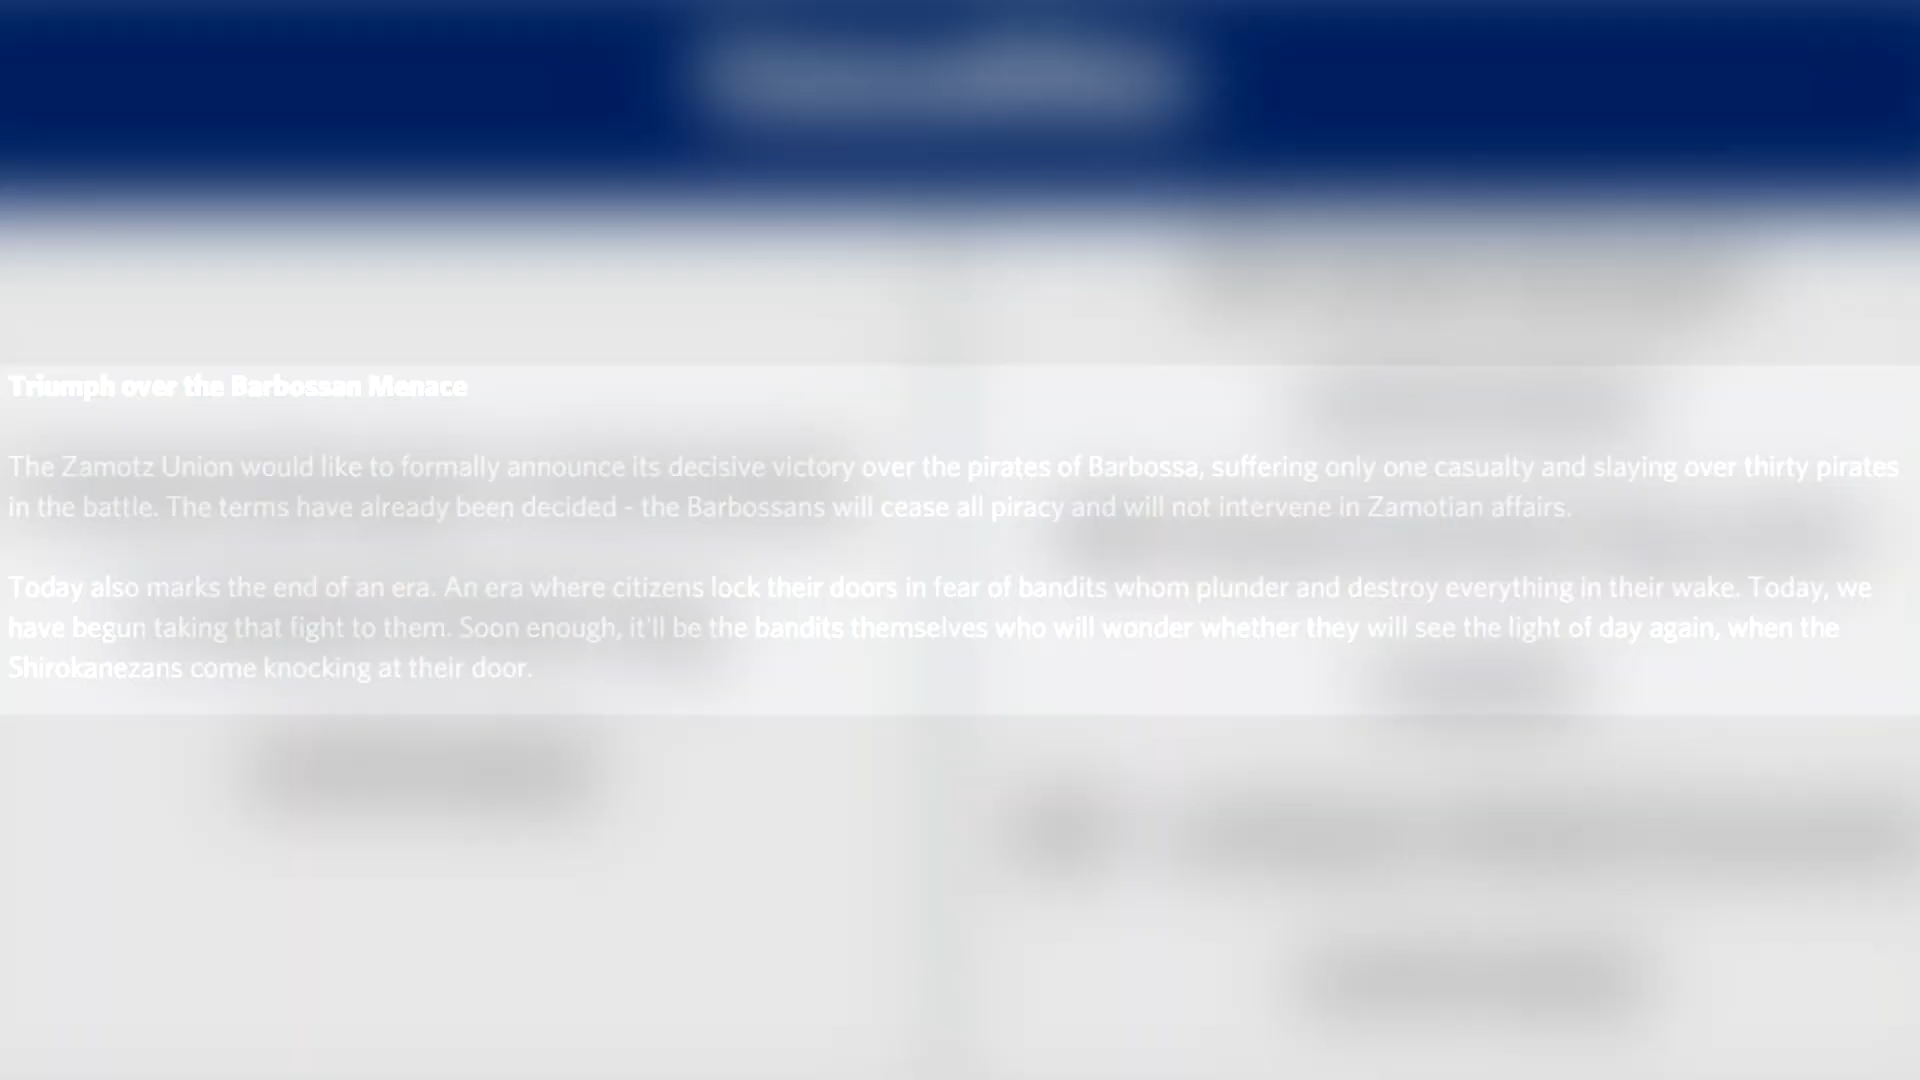 Triumph over the Barbossan Menace
The Zamotz Union would like to formally announce its decisive victory over the pirates of Barbossa, suffering only one casualty and slaying over thirty pirates
in the battle. The terms have already been decided - the Barbossans will cease all piracy and will not intervene in Zamotian affairs.
Today also marks the end of an era. An era where citizens lock their doors in fear of bandits whom plunder and destroy everything in their wake. Today, we
have begun taking that fight to them. Soon enough, it'll be the bandits themselves who will wonder whether they will see the light of day again, when the
Shirokanezans come knocking at their door.